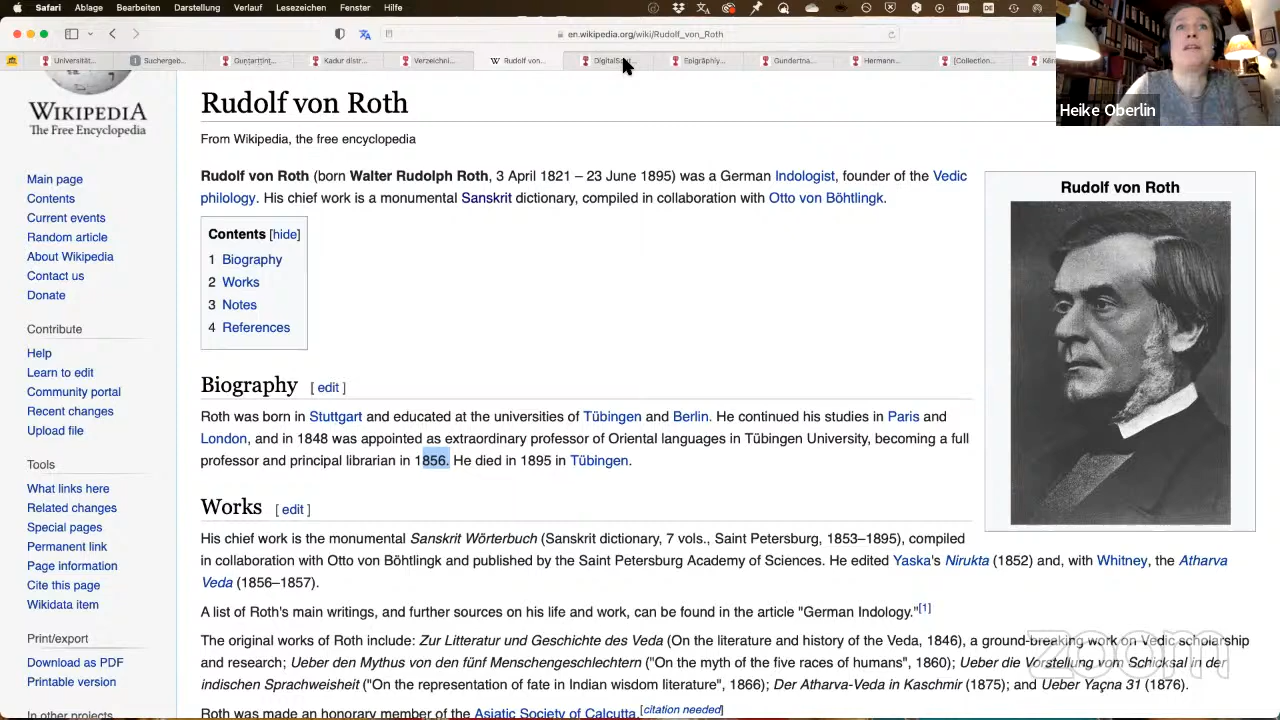 Safari Ablage Bearbeiten Darstellung Verlauf Lesezeichen Fenster Hilfe
en.wikipedia.org/wiki/Rudolf_von_Roth
Universität... Suchergeb... Kadur distr... Verzeichni... Rudolf von... Epigrāphy... Gundertna... Hermann... [Collection...
Heike Oberlin
WIKIPEDIA
The Free Encyclopedia
Main page
Contents
Current events
Random article
About Wikipedia
Contact us
Donate
Contribute
Help
Learn to edit
Community portal
Recent changes
Upload file
Tools
What links here
Related changes
Special pages
Permanent link
Page information
Cite this page
Wikidata item
Print/export
Download as PDF
Printable version
In other projects
Rudolf von Roth
From Wikipedia, the free encyclopedia
Rudolf von Roth (born Walter Rudolph Roth, 3 April 1821 – 23 June 1895) was a German Indologist, founder of the Vedic
philology. His chief work is a monumental Sanskrit dictionary, compiled in collaboration with Otto von Böhtlingk.
Contents [hide]
1 Biography
2 Works
3 Notes
4 References
Rudolf von Roth
Biography [ edit ]
Roth was born in Stuttgart and educated at the universities of Tübingen and Berlin. He continued his studies in Paris and
London, and in 1848 was appointed as extraordinary professor of Oriental languages in Tübingen University, becoming a full
professor and principal librarian in 1856. He died in 1895 in Tübingen.
Works [ edit ]
His chief work is the monumental Sanskrit Wörterbuch (Sanskrit dictionary, 7 vols., Saint Petersburg, 1853–1895), compiled
in collaboration with Otto von Böhtlingk and published by the Saint Petersburg Academy of Sciences. He edited Yaska's Nirukta (1852) and, with Whitney, the Atharva
Veda (1856–1857).
A list of Roth's main writings, and further sources on his life and work, can be found in the article "German Indology."[1]
The original works of Roth include: Zur Litteratur und Geschichte des Veda (On the literature and history of the Veda, 1846), a ground-breaking work on Vedic scholarship
and research; Ueber den Mythus von den fünf Menschengeschlechtern ("On the myth of the five races of humans", 1860); Ueber die Vorstellung vom Schicksal in der
indischen Sprachweisheit ("On the representation of fate in Indian wisdom literature", 1866); Der Atharva-Veda in Kaschmir (1875); and Ueber Yaçna 31 (1876).
Roth was made an honorary member of the Asiatic Society of Calcutta.[citation needed]
zoom